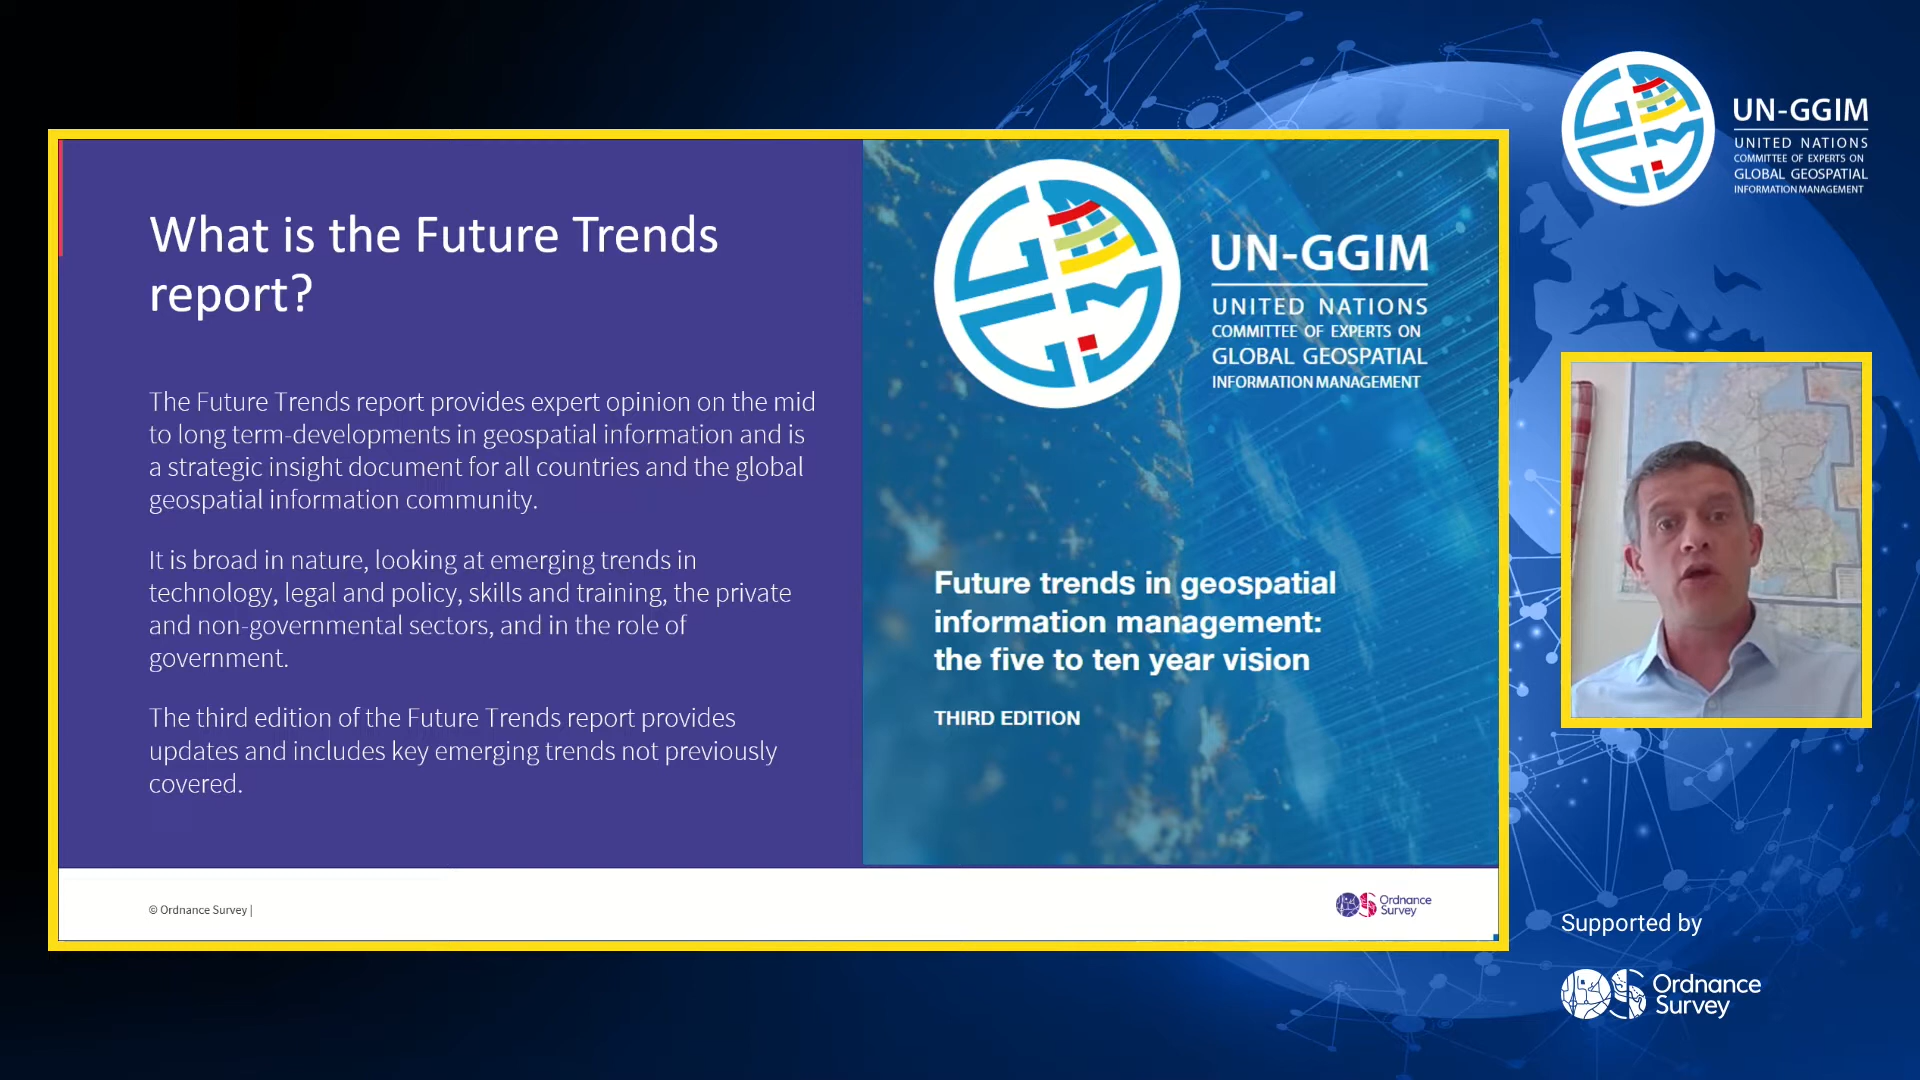 What is the Future Trends
report?
The Future Trends report provides expert opinion on the mid
to long term-developments in geospatial information and is
a strategic insight document for all countries and the global
geospatial information community.
It is broad in nature, looking at emerging trends in
technology, legal and policy, skills and training, the private
and non-governmental sectors, and in the role of
government.
The third edition of the Future Trends report provides
updates and includes key emerging trends not previously
covered.
© Ordnance Survey |
UN-GGIM
UNITED NATIONS
COMMITTEE OF EXPERTS ON
GLOBAL GEOSPATIAL
INFORMATION MANAGEMENT
Future trends in geospatial
information management:
the five to ten year vision
THIRD EDITION
OS Ordnance
Survey
UN-GGIM
UNITED NATIONS
COMMITTEE OF EXPERTS ON
GLOBAL GEOSPATIAL
INFORMATION MANAGEMENT
Supported by
OS Ordnance
Survey